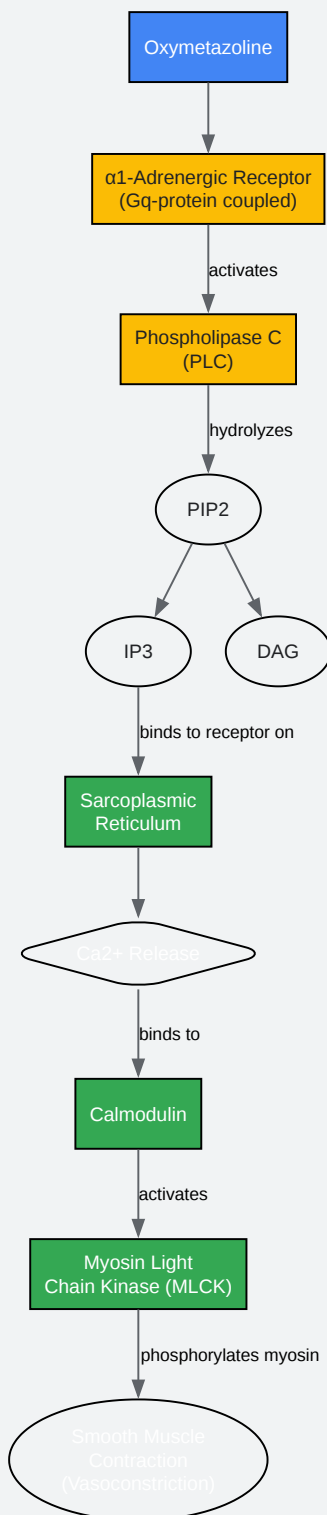 Oxymetazoline
α1-Adrenergic Receptor
(Gq-protein coupled)
activates
Phospholipase C
(PLC)
hydrolyzes
PIP2
IP3
DAG
binds to receptor on
Sarcoplasmic
Reticulum
Ca2+ Release
binds to
Calmodulin
activates
Myosin Light
Chain Kinase (MLCK)
phosphorylates myosin
Smooth Muscle
Contraction
(Vasoconstriction)